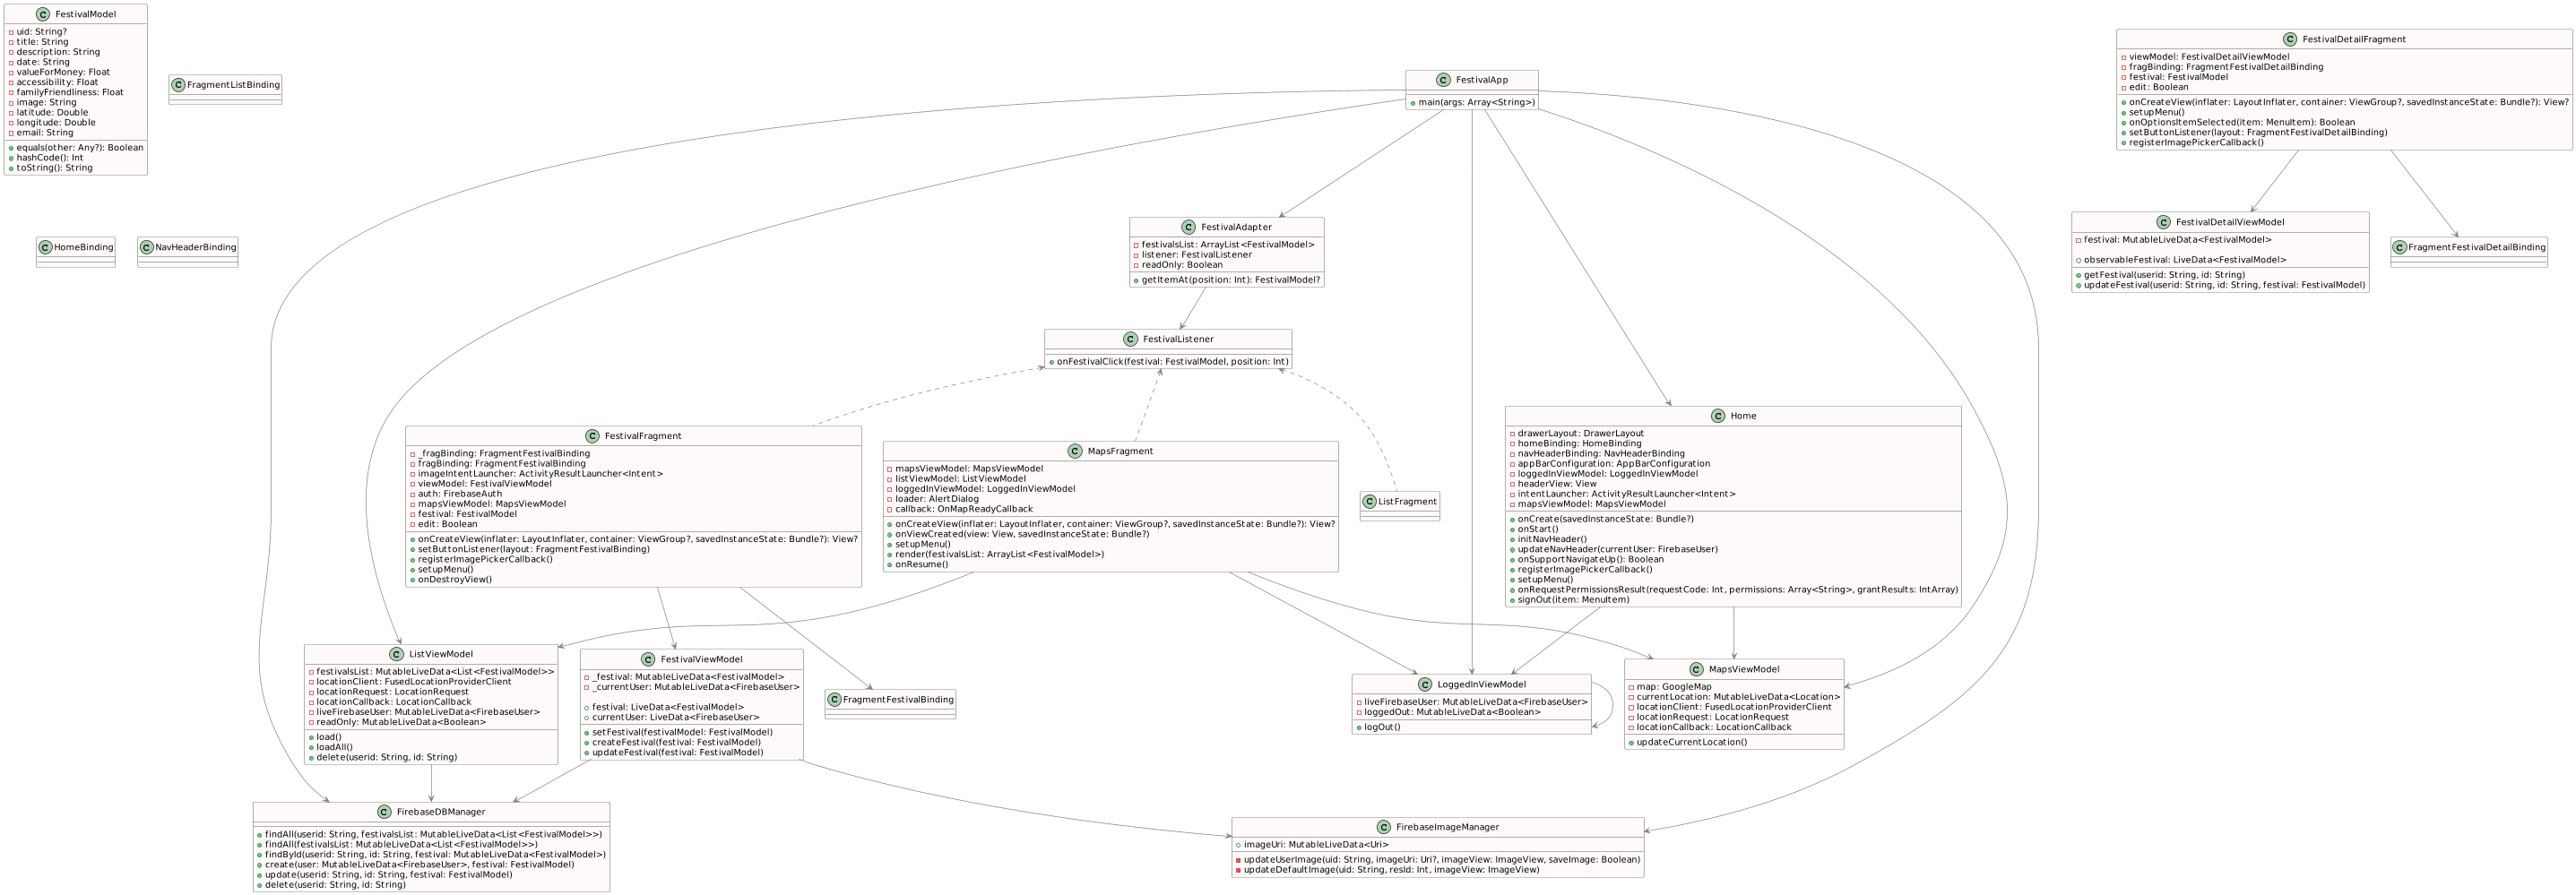 FestivalModel
uid: String?
title: String
description: String
date: String
valueForMoney: Float
accessibility: Float
familyFriendliness: Float
image: String
latitude: Double
longitude: Double
email: String
equals(other: Any?): Boolean
hashCode(): Int
toString(): String
FragmentListBinding
FestivalApp
main(args: Array<String>)
FestivalDetailFragment
viewModel: FestivalDetailViewModel
fragBinding: FragmentFestivalDetailBinding
festival: FestivalModel
edit: Boolean
onCreateView(inflater: LayoutInflater, container: ViewGroup?, savedInstanceState: Bundle?): View?
setupMenu()
onOptionsItemSelected(item: MenuItem): Boolean
setButtonListener(layout: FragmentFestivalDetailBinding)
registerImagePickerCallback()
HomeBinding
NavHeaderBinding
FestivalAdapter
festivalsList: ArrayList<FestivalModel>
listener: FestivalListener
readOnly: Boolean
getItemAt(position: Int): FestivalModel?
FestivalDetailViewModel
festival: MutableLiveData<FestivalModel>
observableFestival: LiveData<FestivalModel>
getFestival(userid: String, id: String)
updateFestival(userid: String, id: String, festival: FestivalModel)
FragmentFestivalDetailBinding
FestivalListener
onFestivalClick(festival: FestivalModel, position: Int)
FestivalFragment
_fragBinding: FragmentFestivalBinding
fragBinding: FragmentFestivalBinding
imageIntentLauncher: ActivityResultLauncher<Intent>
viewModel: FestivalViewModel
auth: FirebaseAuth
mapsViewModel: MapsViewModel
festival: FestivalModel
edit: Boolean
onCreateView(inflater: LayoutInflater, container: ViewGroup?, savedInstanceState: Bundle?): View?
setButtonListener(layout: FragmentFestivalBinding)
registerImagePickerCallback()
setupMenu()
onDestroyView()
MapsFragment
mapsViewModel: MapsViewModel
listViewModel: ListViewModel
loggedInViewModel: LoggedInViewModel
loader: AlertDialog
callback: OnMapReadyCallback
onCreateView(inflater: LayoutInflater, container: ViewGroup?, savedInstanceState: Bundle?): View?
onViewCreated(view: View, savedInstanceState: Bundle?)
setupMenu()
render(festivalsList: ArrayList<FestivalModel>)
onResume()
ListFragment
Home
drawerLayout: DrawerLayout
homeBinding: HomeBinding
navHeaderBinding: NavHeaderBinding
appBarConfiguration: AppBarConfiguration
loggedInViewModel: LoggedInViewModel
headerView: View
intentLauncher: ActivityResultLauncher<Intent>
mapsViewModel: MapsViewModel
onCreate(savedInstanceState: Bundle?)
onStart()
initNavHeader()
updateNavHeader(currentUser: FirebaseUser)
onSupportNavigateUp(): Boolean
registerImagePickerCallback()
setupMenu()
onRequestPermissionsResult(requestCode: Int, permissions: Array<String>, grantResults: IntArray)
signOut(item: MenuItem)
ListViewModel
festivalsList: MutableLiveData<List<FestivalModel>>
locationClient: FusedLocationProviderClient
locationRequest: LocationRequest
locationCallback: LocationCallback
liveFirebaseUser: MutableLiveData<FirebaseUser>
readOnly: MutableLiveData<Boolean>
load()
loadAll()
delete(userid: String, id: String)
FestivalViewModel
_festival: MutableLiveData<FestivalModel>
_currentUser: MutableLiveData<FirebaseUser>
festival: LiveData<FestivalModel>
currentUser: LiveData<FirebaseUser>
setFestival(festivalModel: FestivalModel)
createFestival(festival: FestivalModel)
updateFestival(festival: FestivalModel)
FragmentFestivalBinding
LoggedInViewModel
liveFirebaseUser: MutableLiveData<FirebaseUser>
loggedOut: MutableLiveData<Boolean>
logOut()
MapsViewModel
map: GoogleMap
currentLocation: MutableLiveData<Location>
locationClient: FusedLocationProviderClient
locationRequest: LocationRequest
locationCallback: LocationCallback
updateCurrentLocation()
FirebaseDBManager
findAll(userid: String, festivalsList: MutableLiveData<List<FestivalModel>>)
findAll(festivalsList: MutableLiveData<List<FestivalModel>>)
findById(userid: String, id: String, festival: MutableLiveData<FestivalModel>)
create(user: MutableLiveData<FirebaseUser>, festival: FestivalModel)
update(userid: String, id: String, festival: FestivalModel)
delete(userid: String, id: String)
FirebaseImageManager
imageUri: MutableLiveData<Uri>
updateUserImage(uid: String, imageUri: Uri?, imageView: ImageView, saveImage: Boolean)
updateDefaultImage(uid: String, resId: Int, imageView: ImageView)